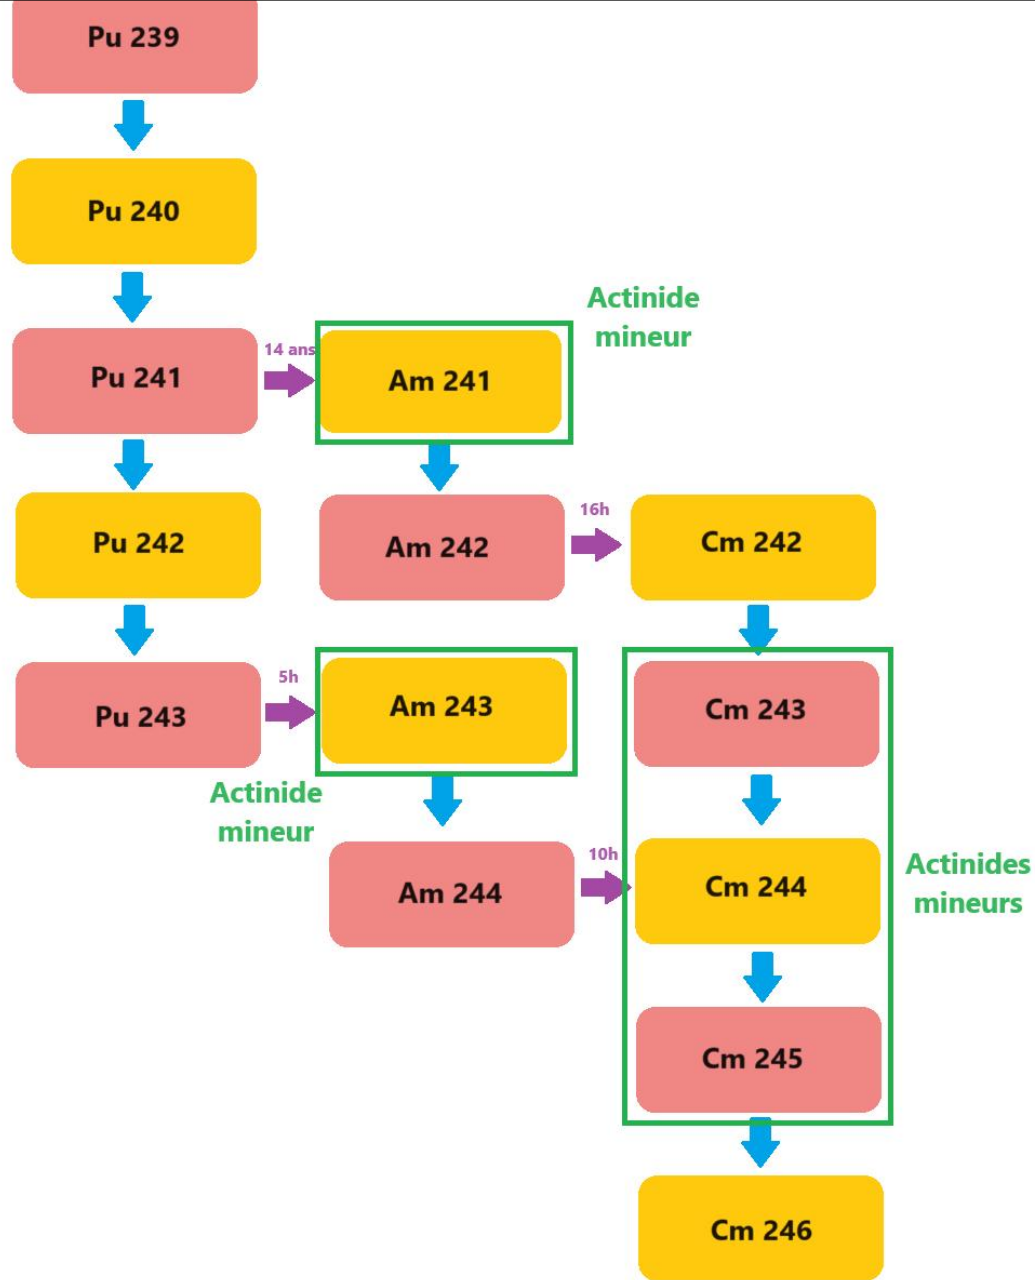 Pu 239
Pu 240
Actinide
mineur
14 ans
Pu 241
Am 241
16h
Pu 242
Am 242
Cm 242
5h
Pu 243
Am 243
Cm 243
Actinide
mineur
10h
Am 244
Cm 244
Actinides
mineurs
Cm 245
Cm 246